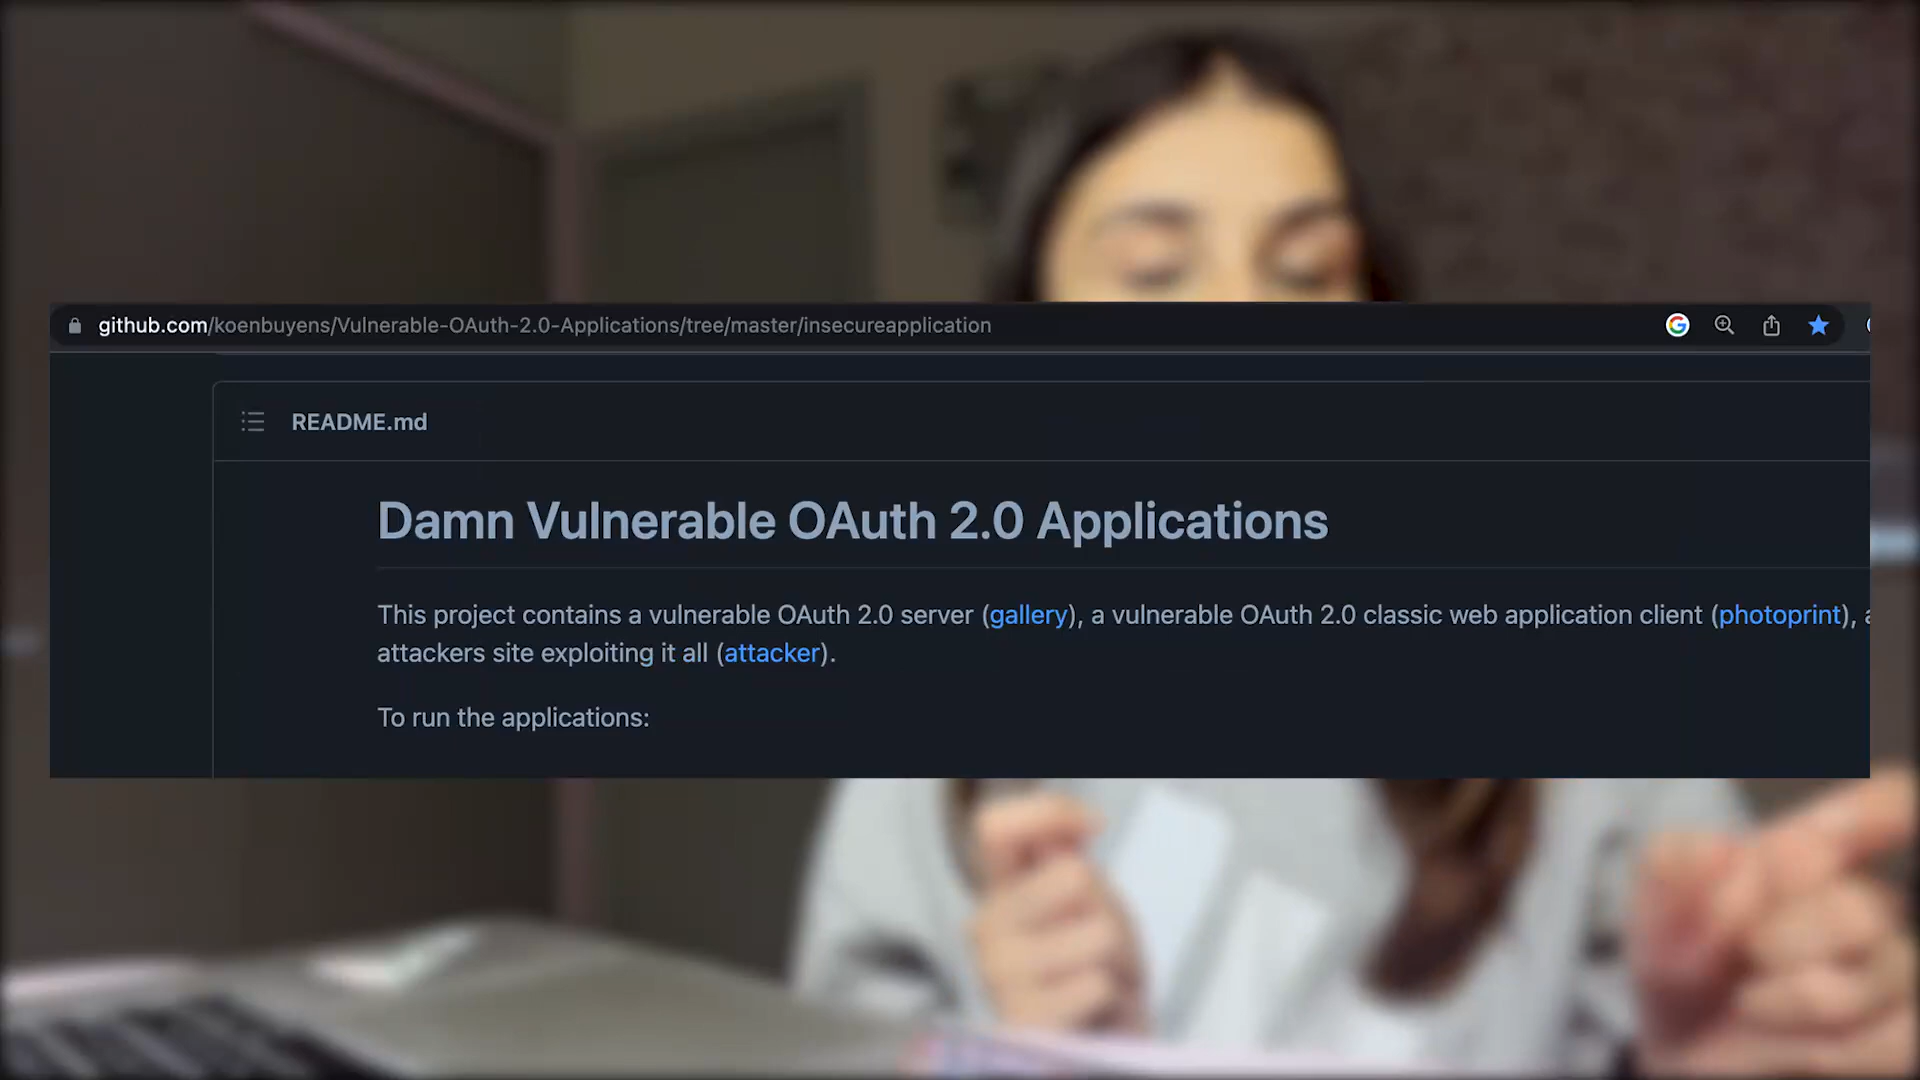 github.com/koenbuyens/Vulnerable-OAuth-2.0-Applications/tree/master/insecureapplication
README.md
Damn Vulnerable OAuth 2.0 Applications
This project contains a vulnerable OAuth 2.0 server (gallery), a vulnerable OAuth 2.0 classic web application client (photoprint), a
attackers site exploiting it all (attacker).
To run the applications: